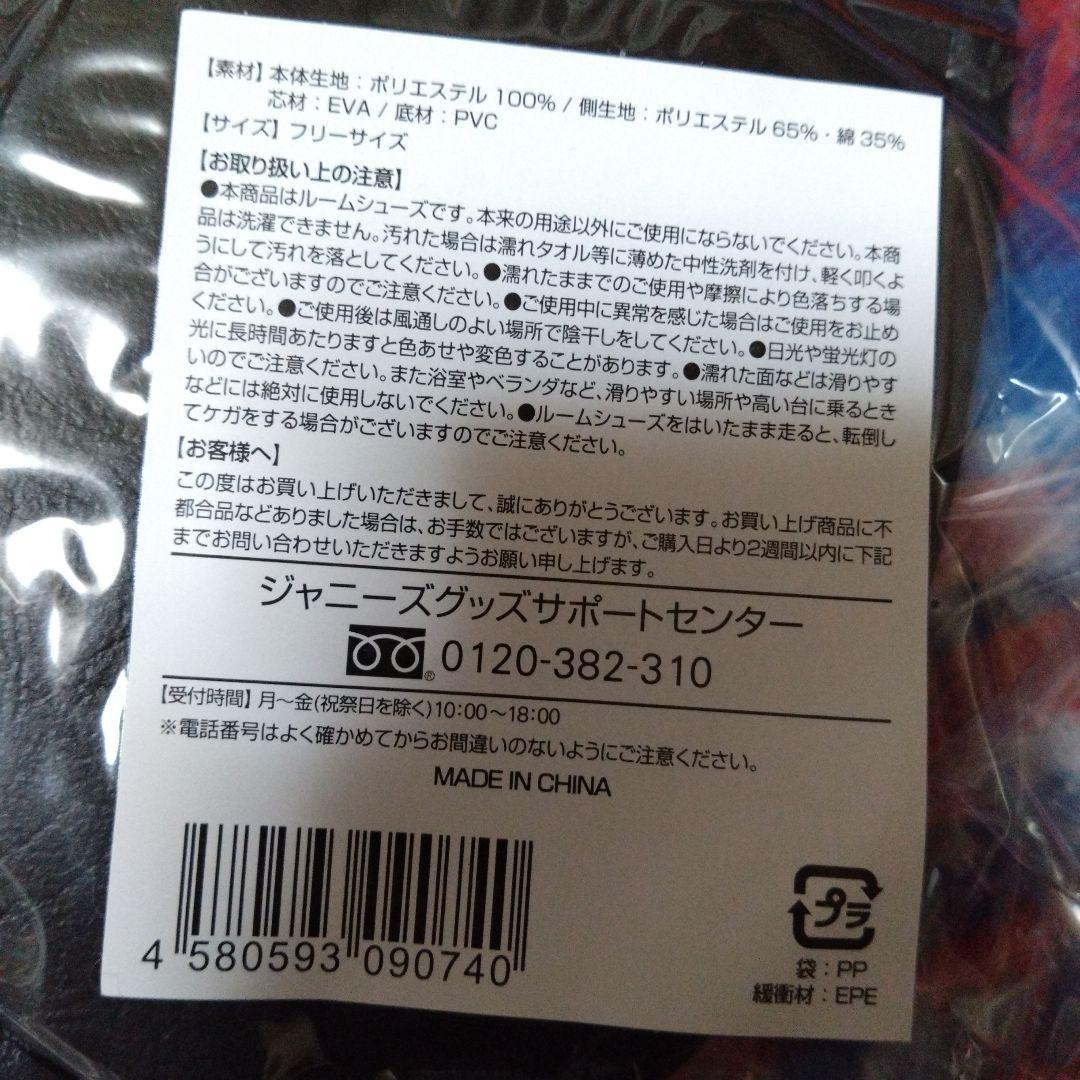 【素材】本体生地：ポリエステル 100% / 側生地：ポリエステル 65%・綿 35%
芯材：EVA / 底材：PVC
【サイズ】フリーサイズ
【お取り扱い上の注意】
●本商品はルームシューズです。本来の用途以外にご使用にならないでください。本商
品は洗濯できません。汚れた場合は濡れタオル等に薄めた中性洗剤を付け、軽く叩くよ
うにして汚れを落としてください。●濡れたままでのご使用や摩擦により色落ちする場
合がございますのでご注意ください。●ご使用中に異常を感じた場合はご使用をお止め
ください。●ご使用後は風通しのよい場所で陰干しをしてください。●日光や蛍光灯の
光に長時間あたりますと色あせや変色することがあります。●濡れた面などは滑りやす
いのでご注意ください。また浴室やベランダなど、滑りやすい場所や高い台に乗るとき
などには絶対に使用しないでください。●ルームシューズをはいたまま走ると、転倒し
てケガをする場合がございますのでご注意ください。
【お客様へ】
この度はお買い上げいただきまして、誠にありがとうございます。お買い上げ商品に不
都合品などありました場合は、お手数ではございますが、ご購入日より2週間以内に下記
までお問い合わせいただきますようお願い申し上げます。
ジャニーズグッズサポートセンター
® 0120-382-310
【受付時間】月～金(祝祭日を除く)10:00～18:00
※電話番号はよく確かめてからお間違いのないようにご注意ください。
MADE IN CHINA
4 580593 090740
プラ
袋：PP
緩衝材：EPE